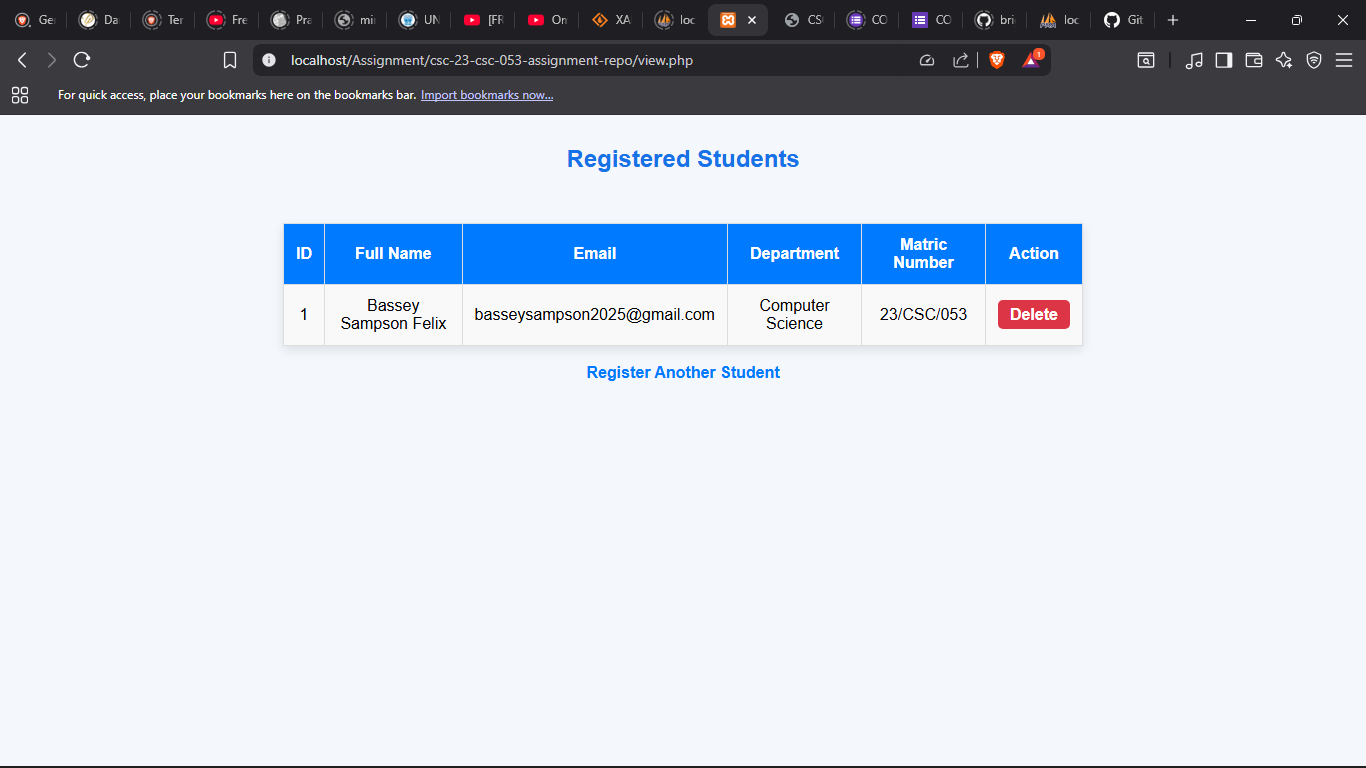 Ge
Da
Ter
Fre
Pra
mi
UN
[FR
On
XA
loc
CS
CO
CO
bri
loc
Git
localhost/Assignment/csc-23-csc-053-assignment-repo/view.php
1
For quick access, place your bookmarks here on the bookmarks bar. Import bookmarks now...
Registered Students
ID Full Name Email Department Matric Number Action
1 Bassey Sampson Felix basseysampson2025@gmail.com Computer Science 23/CSC/053 Delete
Register Another Student